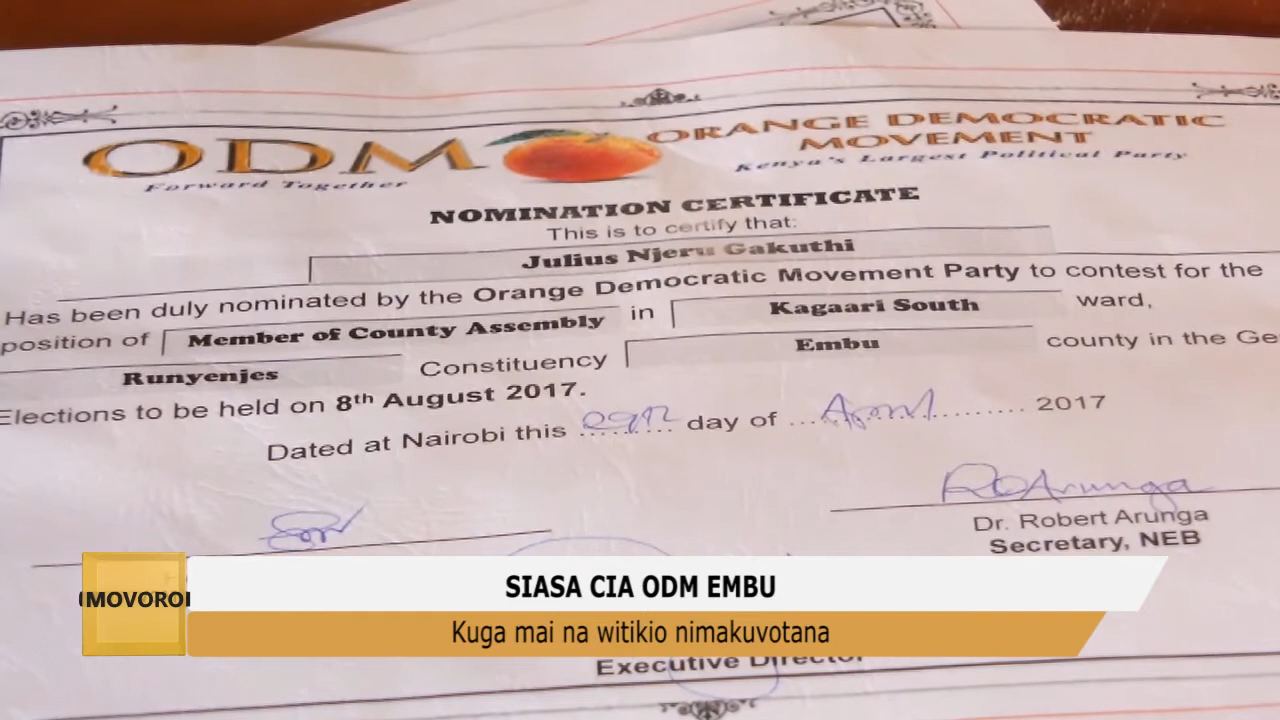 ODM
Forward Together
ORANGE DEMOCRATIC
MOVEMENT
Kenya's Largest Political Party
NOMINATION CERTIFICATE
This is to certify that:
Julius Njeru Gakuthi
Has been duly nominated by the Orange Democratic Movement Party to contest for the
position of Member of County Assembly in Kagaari South ward,
Runyenjes Constituency Embu county in the Ge
Elections to be held on 8th August 2017.
Dated at Nairobi this ......... day of ... April ......... 2017
ROArunga
Dr. Robert Arunga
Secretary, NEB
MOVORO
SIASA CIA ODM EMBU
Kuga mai na witikio nimakuvotana
Executive Director